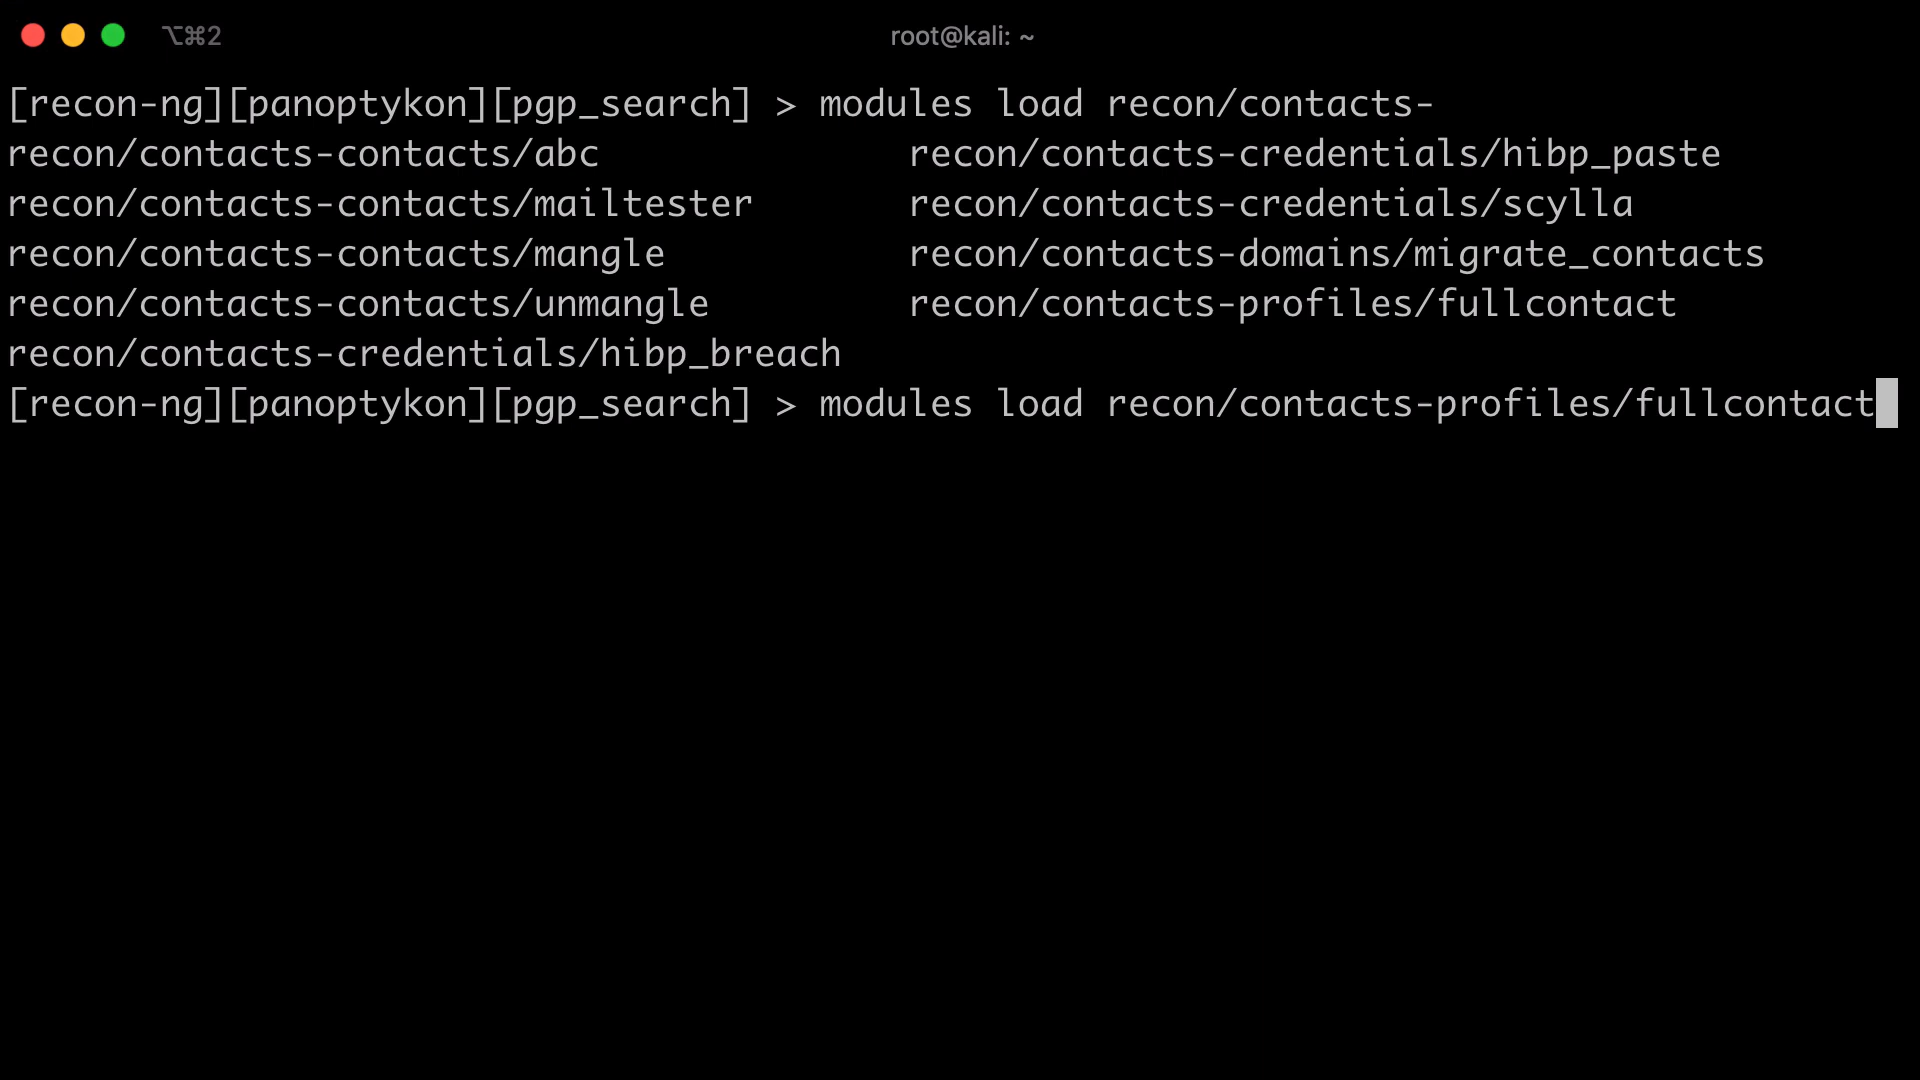 ⌥⌘2
root@kali: ~
[recon-ng][panoptykon][pgp_search] > modules load recon/contacts-
recon/contacts-contacts/abc recon/contacts-credentials/hibp_paste
recon/contacts-contacts/mailtester recon/contacts-credentials/scylla
recon/contacts-contacts/mangle recon/contacts-domains/migrate_contacts
recon/contacts-contacts/unmangle recon/contacts-profiles/fullcontact
recon/contacts-credentials/hibp_breach
[recon-ng][panoptykon][pgp_search] > modules load recon/contacts-profiles/fullcontact